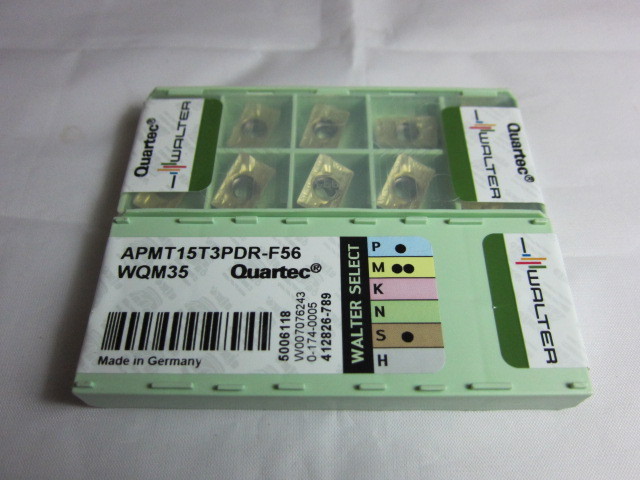 Quartec®
WALTER
Quartec®
WALTER
APMT15T3PDR-F56
WQM35 Quartec®
Made in Germany
5006118
W007076243
0-174-0005
412826-789
WALTER SELECT
P
M
K
N
S
H
WALTER